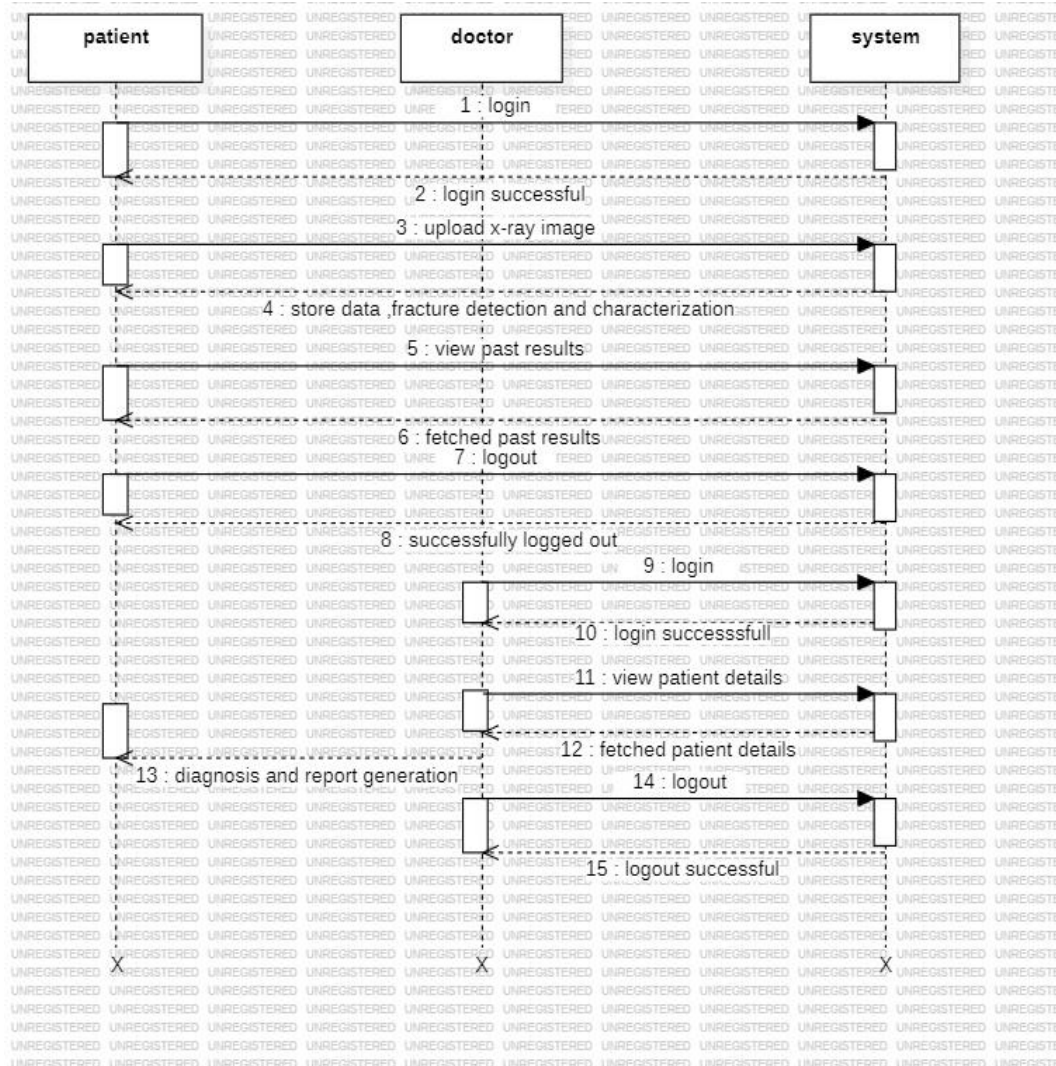 patient doctor system
1 : login
2 : login successful
3 : upload x-ray image
4 : store data ,fracture detection and characterization
5 : view past results
6 : fetched past results
7 : logout
8 : successfully logged out
9 : login
10 : login successsfull
11 : view patient details
12 : fetched patient details
13 : diagnosis and report generation
14 : logout
15 : logout successful
X X X
UNREGISTERED